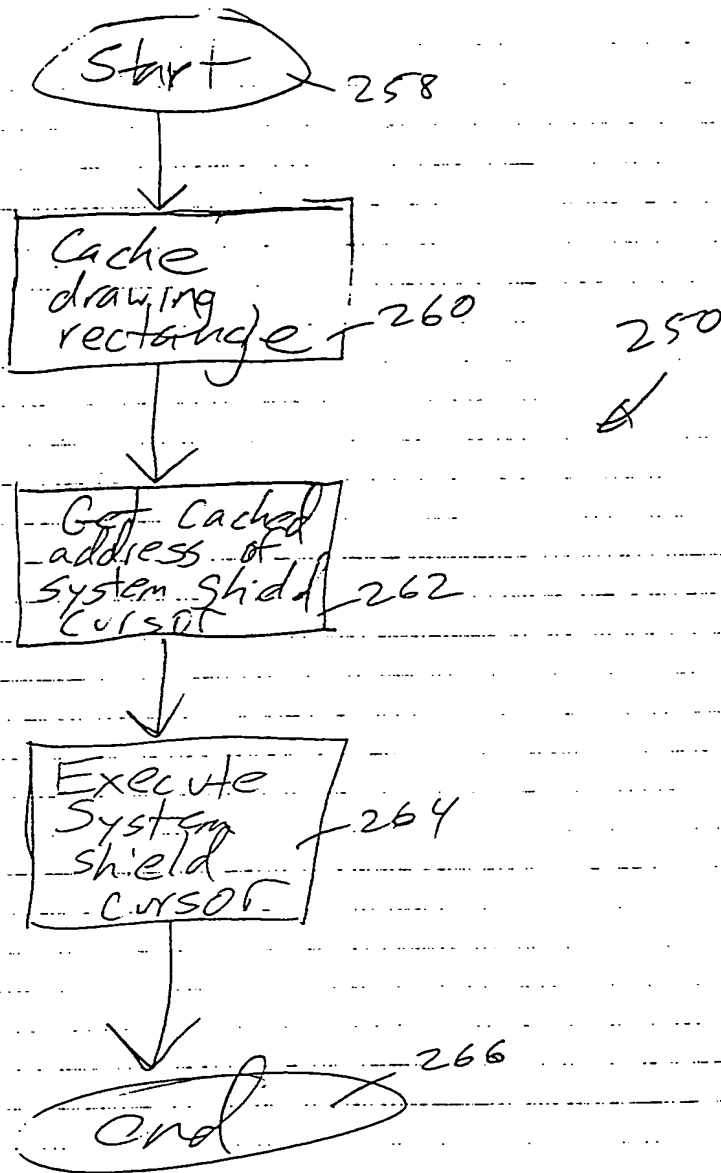 Start
258
Cache
drawing
rectangle
260
250
Get Cached
address of
system shield
cursor
262
Execute
System
shield
cursor
264
266
end